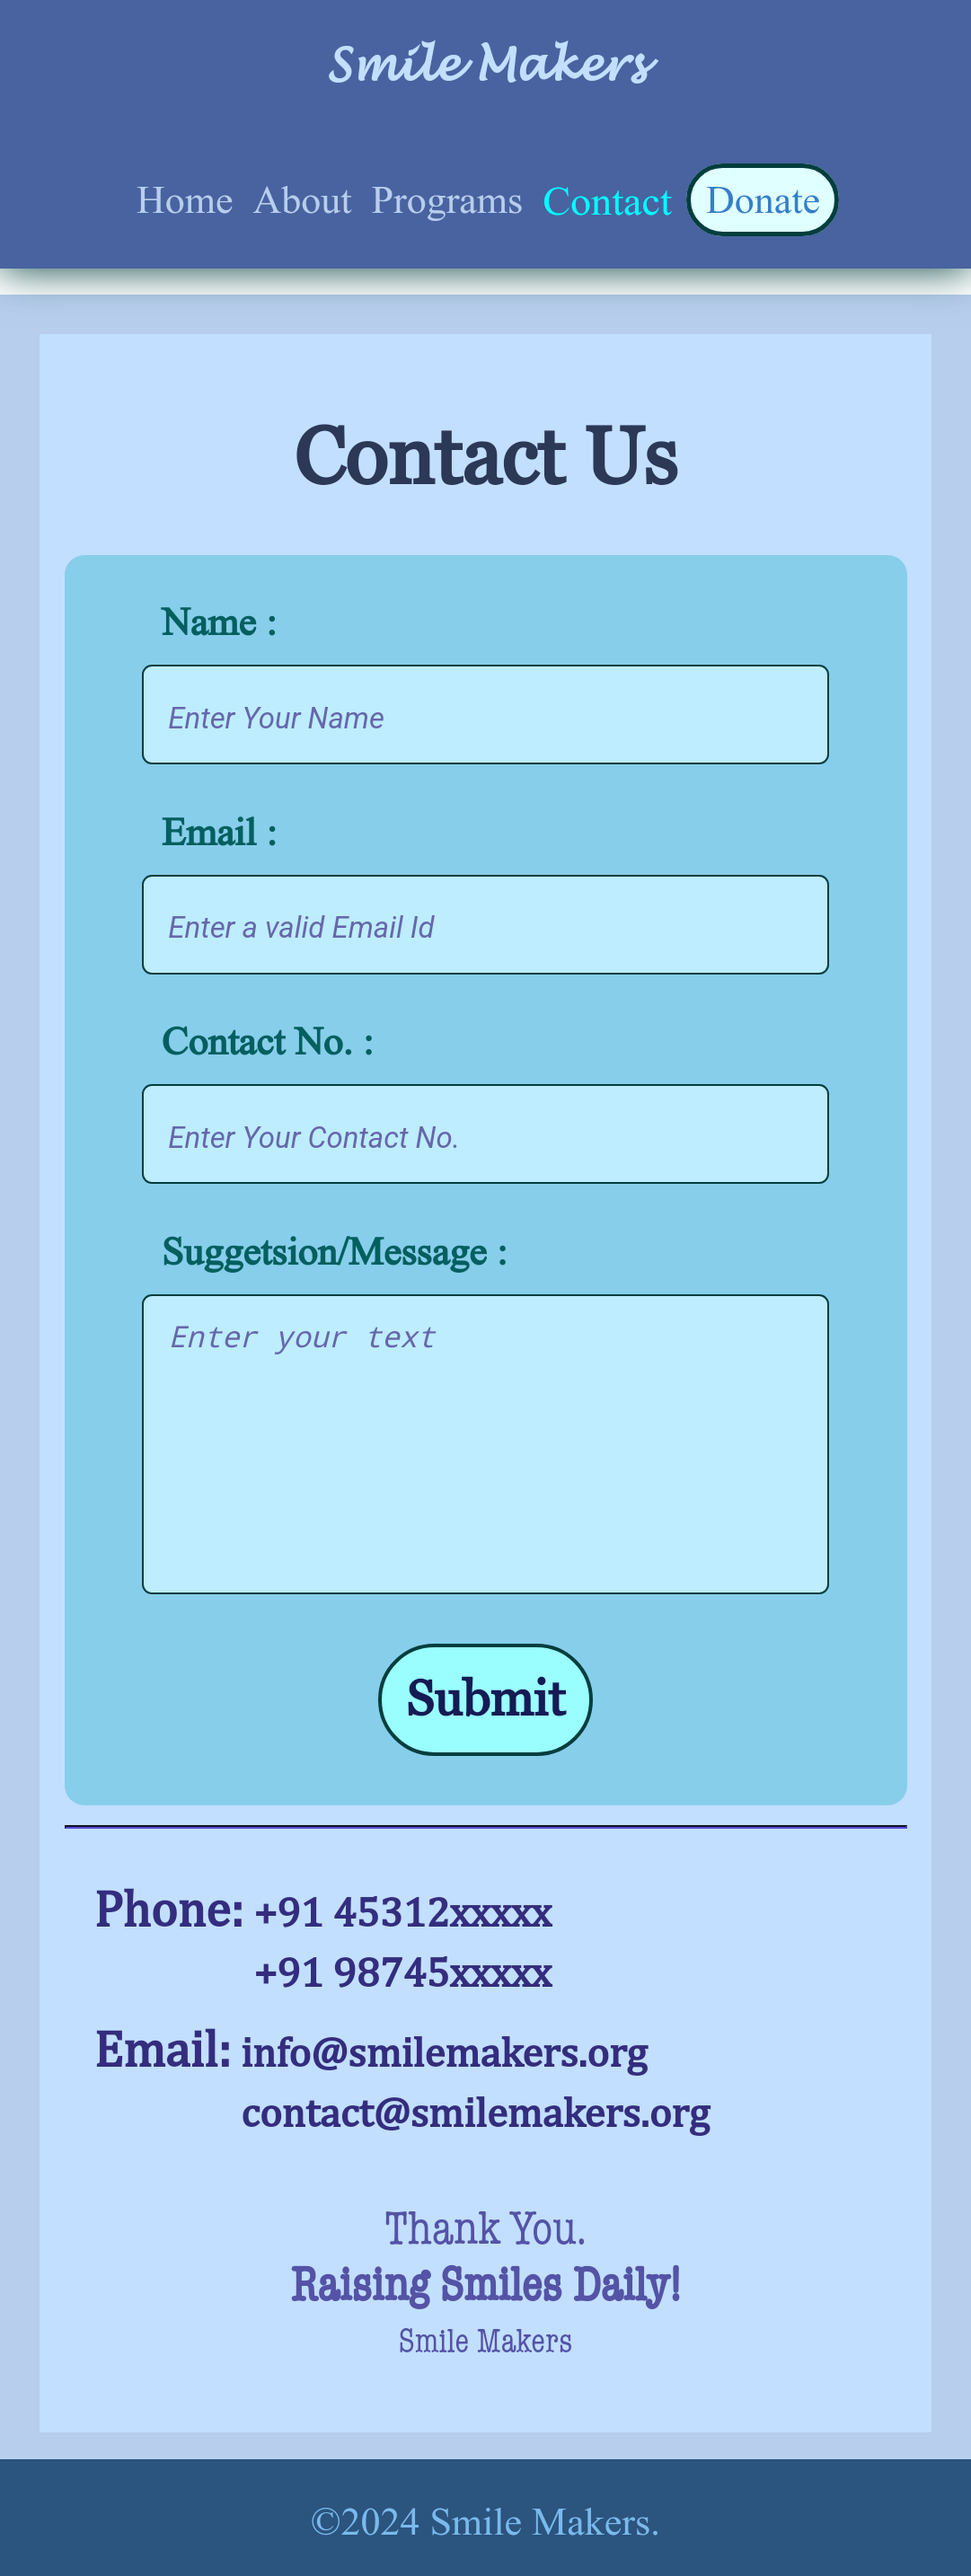 Smile Makers
Home About Programs Contact Donate
Contact Us
Name :
Enter Your Name
Email :
Enter a valid Email Id
Contact No. :
Enter Your Contact No.
Suggetsion/Message :
Enter your text
Submit
Phone: +91 45312xxxxx
+91 98745xxxxx
Email: info@smilemakers.org
contact@smilemakers.org
Thank You.
Raising Smiles Daily!
Smile Makers
©2024 Smile Makers.